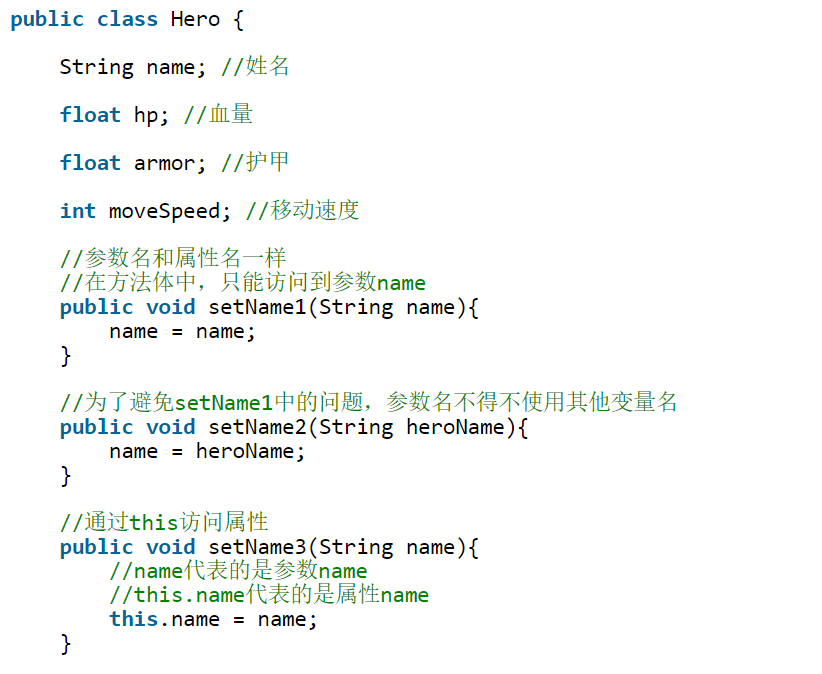 public class Hero {
String name; //姓名
float hp; //血量
float armor; //护甲
int moveSpeed; //移动速度
//参数名和属性名一样
//在方法体中，只能访问到参数name
public void setName1(String name){
name = name;
}
//为了避免setName1中的问题，参数名不得不使用其他变量名
public void setName2(String heroName){
name = heroName;
}
//通过this访问属性
public void setName3(String name){
//name代表的是参数name
//this.name代表的是属性name
this.name = name;
}